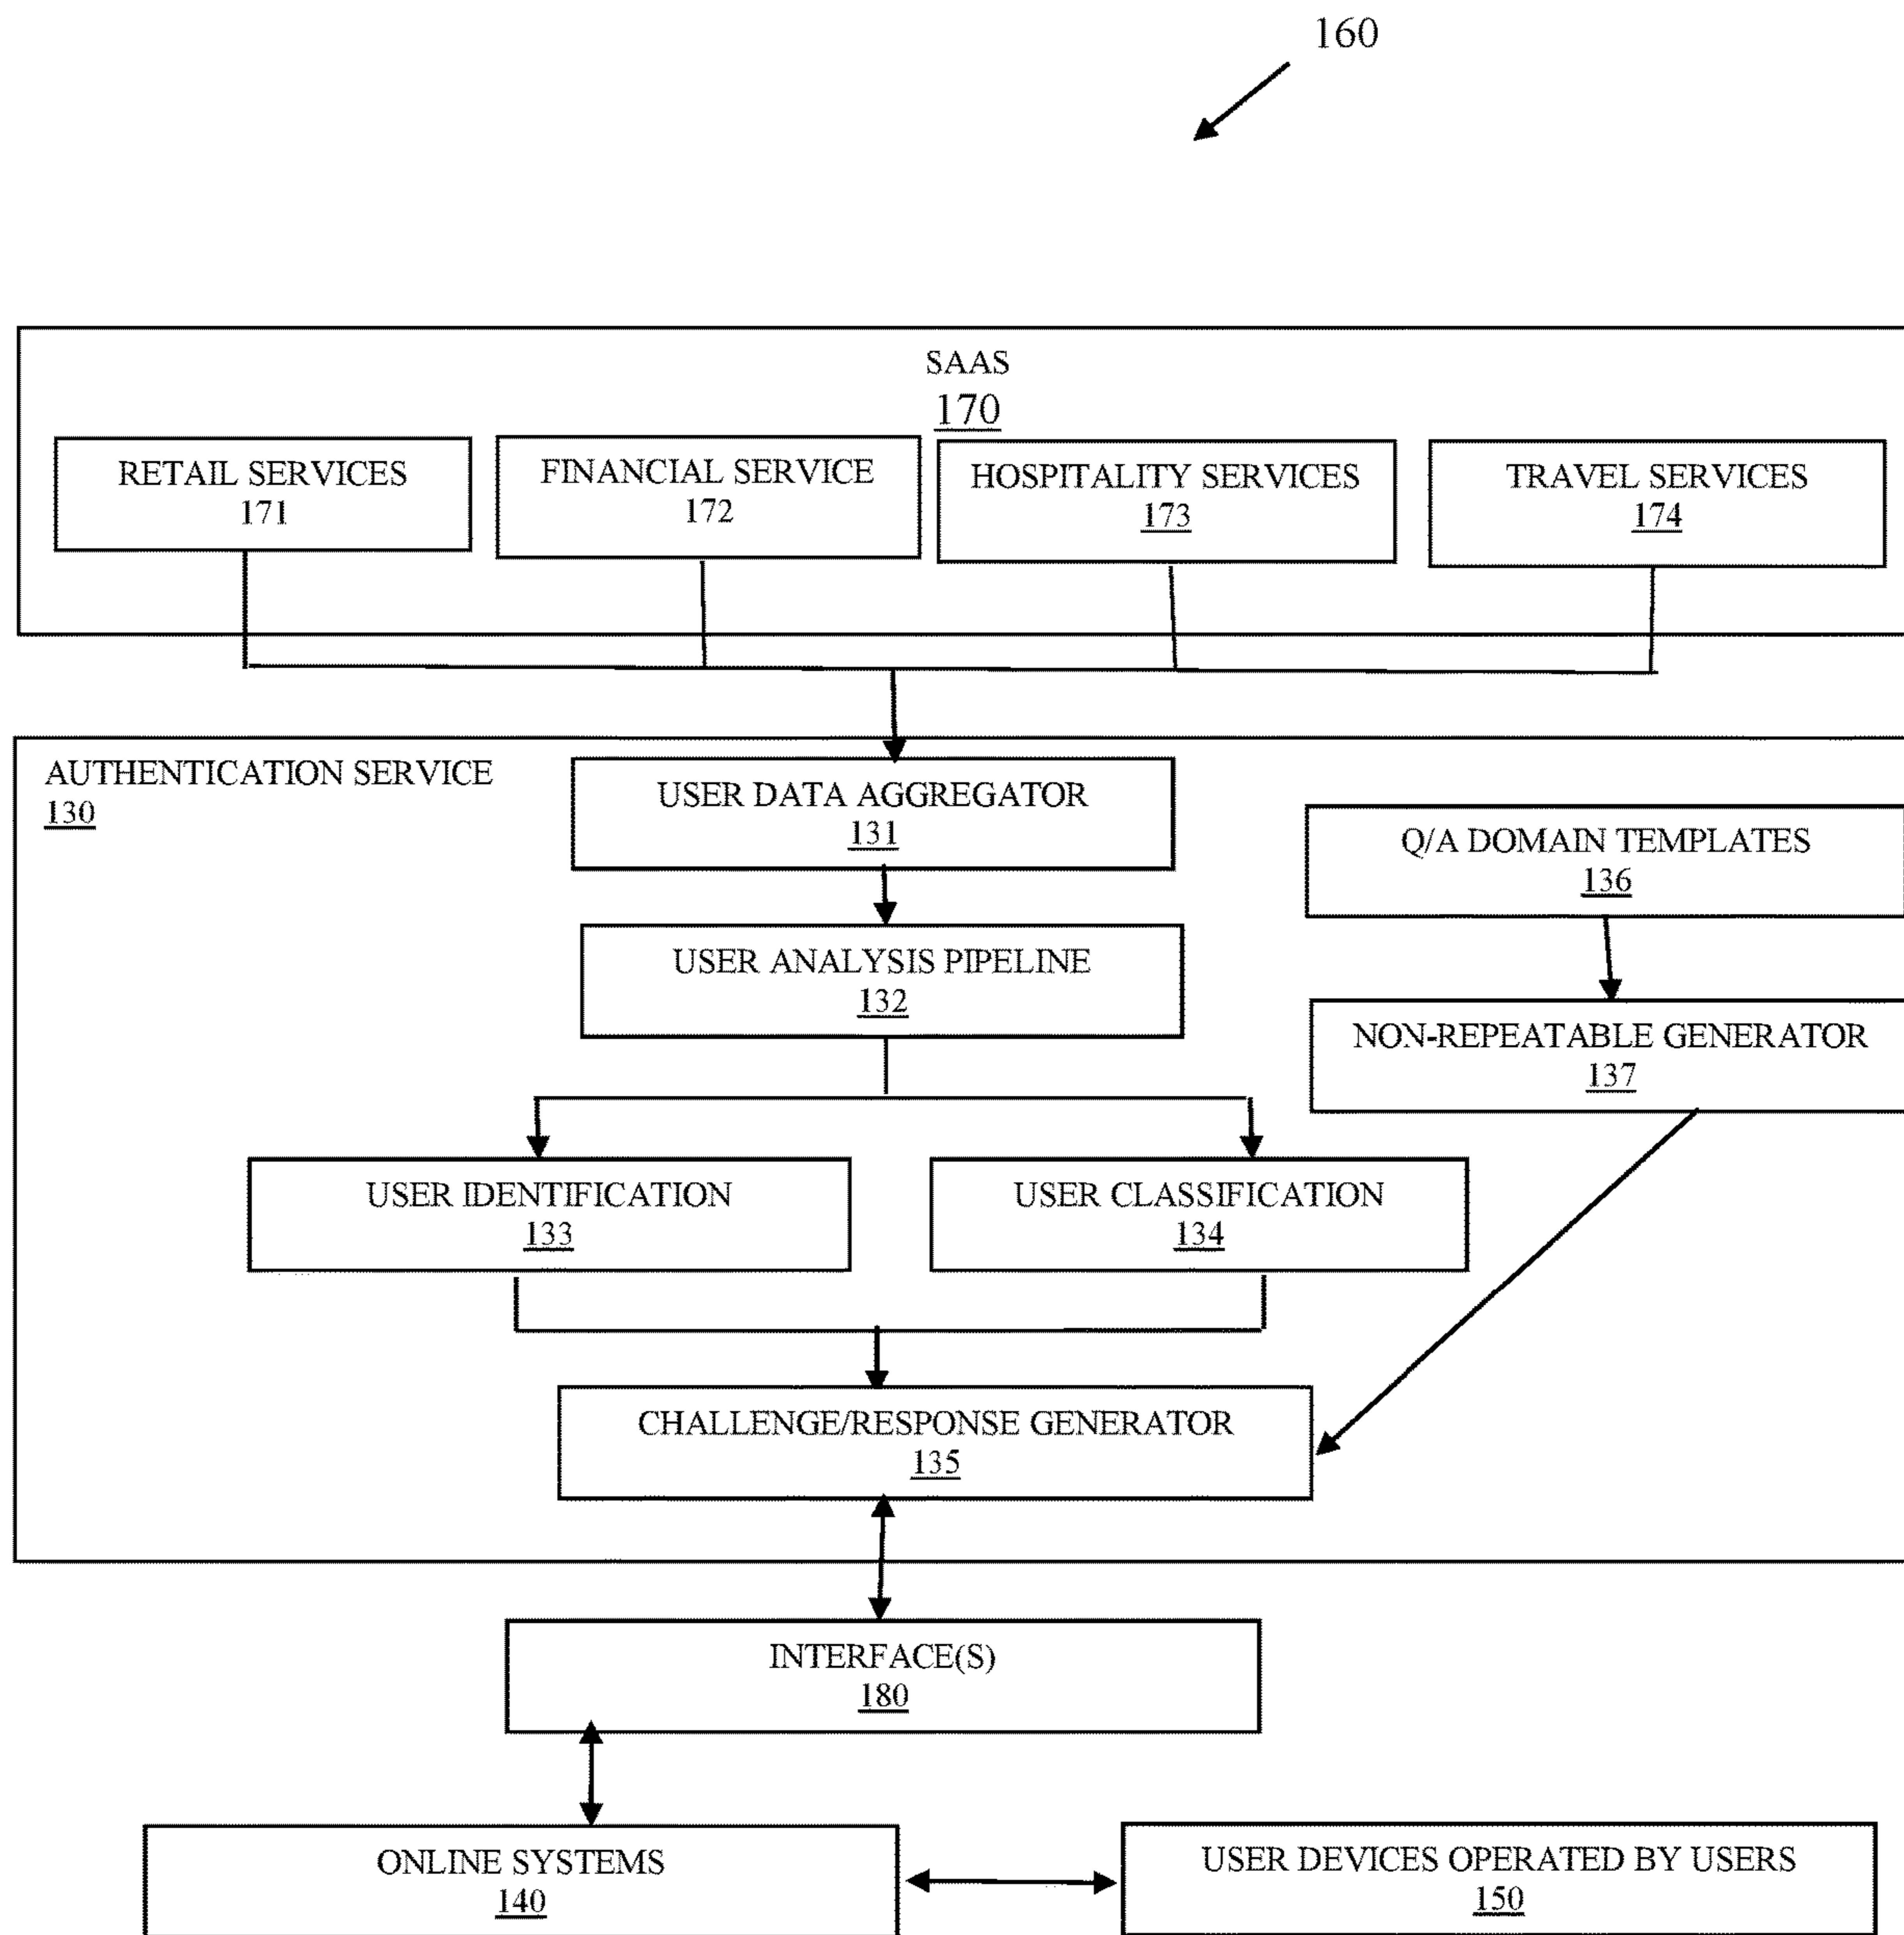 160
SAAS
170
RETAIL SERVICES
171
FINANCIAL SERVICE
172
HOSPITALITY SERVICES
173
TRAVEL SERVICES
174
AUTHENTICATION SERVICE
130
USER DATA AGGREGATOR
131
Q/A DOMAIN TEMPLATES
136
USER ANALYSIS PIPELINE
132
NON-REPEATABLE GENERATOR
137
USER IDENTIFICATION
133
USER CLASSIFICATION
134
CHALLENGE/RESPONSE GENERATOR
135
INTERFACE(S)
180
ONLINE SYSTEMS
140
USER DEVICES OPERATED BY USERS
150